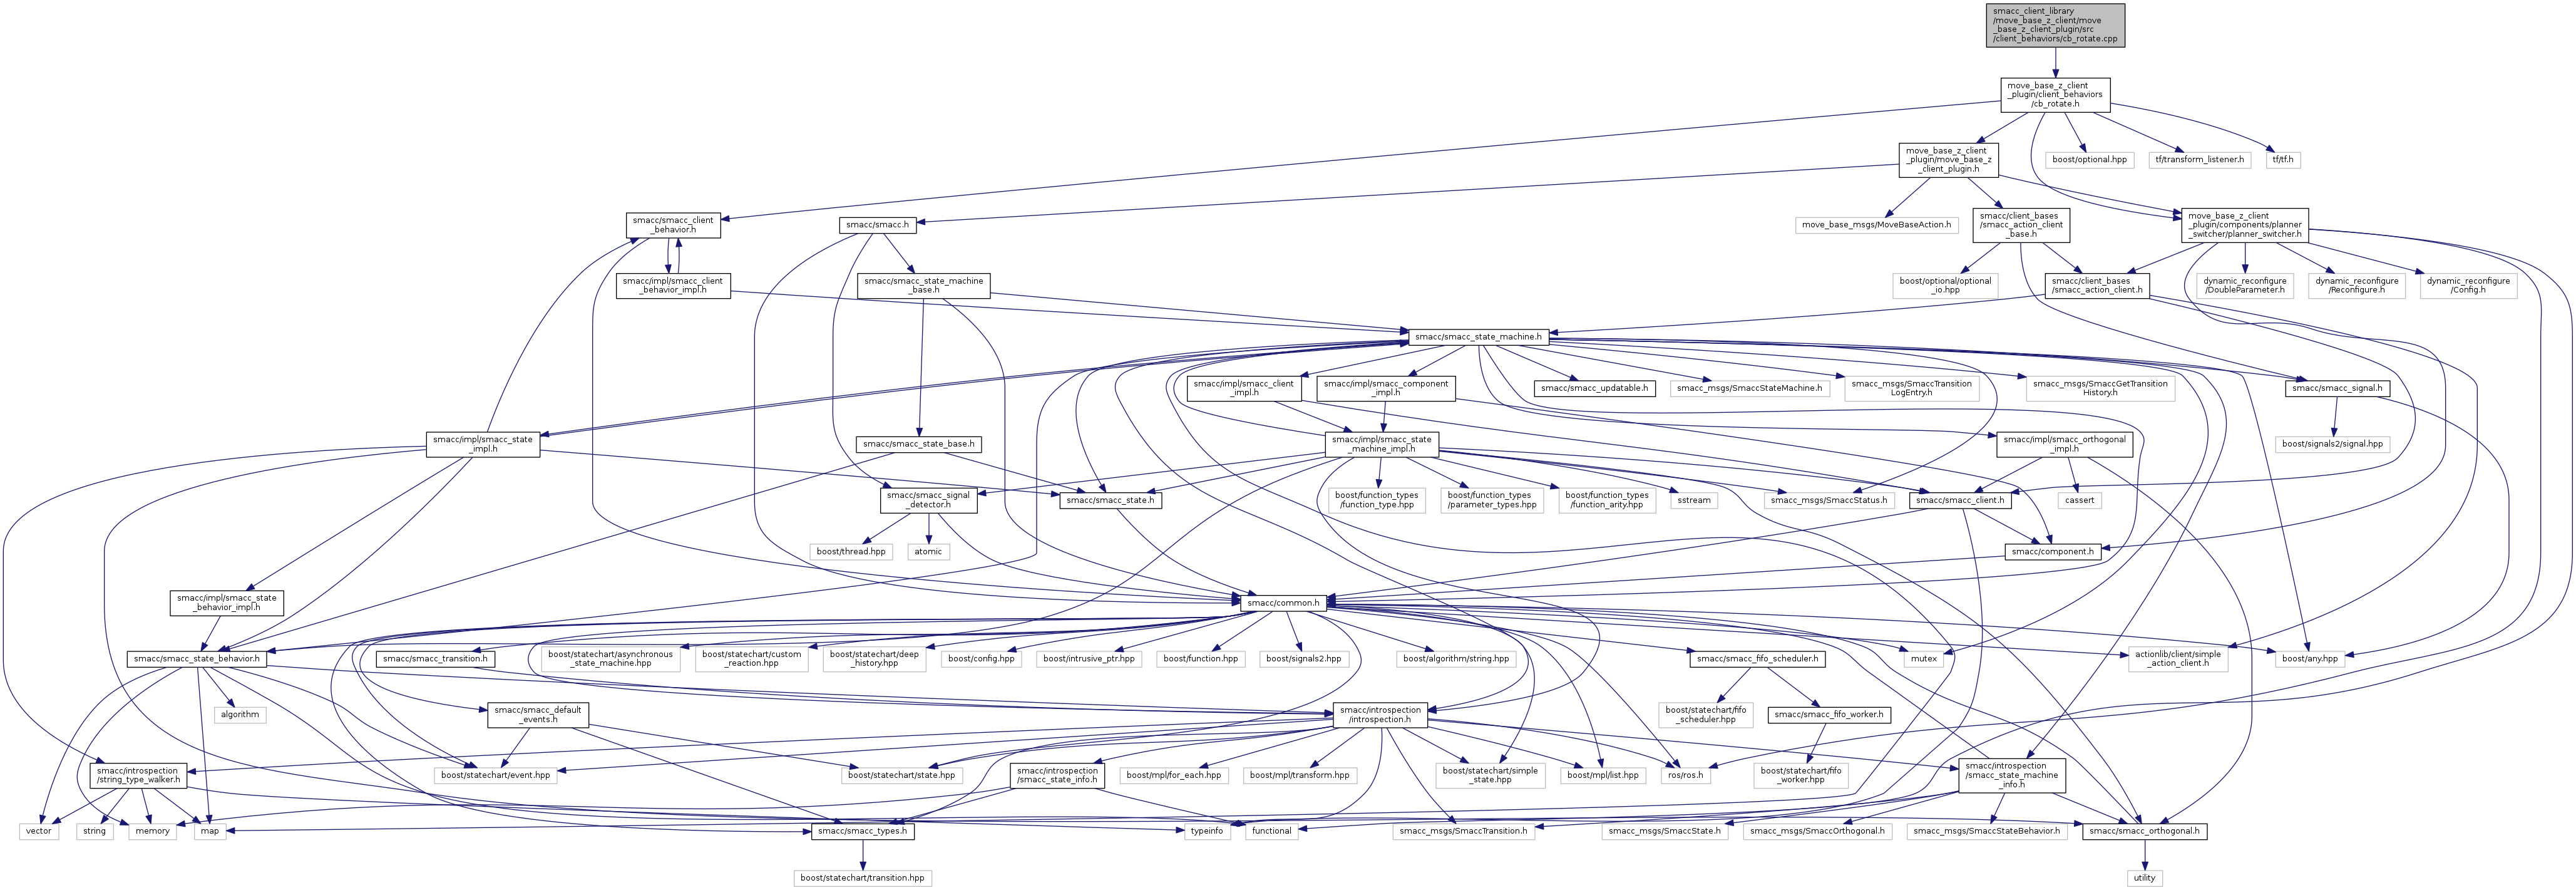 smacc_client_library
/move_base_z_client/move
_base_z_client_plugin/src
/client_behaviors/cb_rotate.cpp
move_base_z_client
_plugin/client_behaviors
/cb_rotate.h
move_base_z_client
_plugin/move_base_z
_client_plugin.h
boost/optional.hpp
tf/transform_listener.h
tf/tf.h
smacc/smacc_client
_behavior.h
smacc/smacc.h
move_base_msgs/MoveBaseAction.h
smacc/client_bases
/smacc_action_client
_base.h
move_base_z_client
_plugin/components/planner
_switcher/planner_switcher.h
smacc/impl/smacc_client
_behavior_impl.h
smacc/smacc_state_machine
_base.h
boost/optional/optional
_io.hpp
smacc/client_bases
/smacc_action_client.h
dynamic_reconfigure
/DoubleParameter.h
dynamic_reconfigure
/Reconfigure.h
dynamic_reconfigure
/Config.h
smacc/smacc_state_machine.h
smacc/impl/smacc_client
_impl.h
smacc/impl/smacc_component
_impl.h
smacc/smacc_updatable.h
smacc_msgs/SmaccStateMachine.h
smacc_msgs/SmaccTransition
LogEntry.h
smacc_msgs/SmaccGetTransition
History.h
smacc/smacc_signal.h
smacc/impl/smacc_state
_impl.h
smacc/smacc_state_base.h
smacc/impl/smacc_state
_machine_impl.h
smacc/impl/smacc_orthogonal
_impl.h
boost/signals2/signal.hpp
smacc/smacc_signal
_detector.h
smacc/smacc_state.h
boost/function_types
/function_type.hpp
boost/function_types
/parameter_types.hpp
boost/function_types
/function_arity.hpp
sstream
smacc_msgs/SmaccStatus.h
smacc/smacc_client.h
cassert
boost/thread.hpp
atomic
smacc/component.h
smacc/impl/smacc_state
_behavior_impl.h
smacc/common.h
smacc/smacc_state_behavior.h
smacc/smacc_transition.h
boost/statechart/asynchronous
_state_machine.hpp
boost/statechart/custom
_reaction.hpp
boost/statechart/deep
_history.hpp
boost/config.hpp
boost/intrusive_ptr.hpp
boost/function.hpp
boost/signals2.hpp
boost/algorithm/string.hpp
smacc/smacc_fifo_scheduler.h
mutex
actionlib/client/simple
_action_client.h
boost/any.hpp
algorithm
smacc/smacc_default
_events.h
smacc/introspection
/introspection.h
boost/statechart/fifo
_scheduler.hpp
smacc/smacc_fifo_worker.h
smacc/introspection
/string_type_walker.h
boost/statechart/event.hpp
boost/statechart/state.hpp
smacc/introspection
/smacc_state_info.h
boost/mpl/for_each.hpp
boost/mpl/transform.hpp
boost/statechart/simple
_state.hpp
boost/mpl/list.hpp
ros/ros.h
boost/statechart/fifo
_worker.hpp
smacc/introspection
/smacc_state_machine
_info.h
vector
string
memory
map
smacc/smacc_types.h
typeinfo
functional
smacc_msgs/SmaccTransition.h
smacc_msgs/SmaccState.h
smacc_msgs/SmaccOrthogonal.h
smacc_msgs/SmaccStateBehavior.h
smacc/smacc_orthogonal.h
boost/statechart/transition.hpp
utility